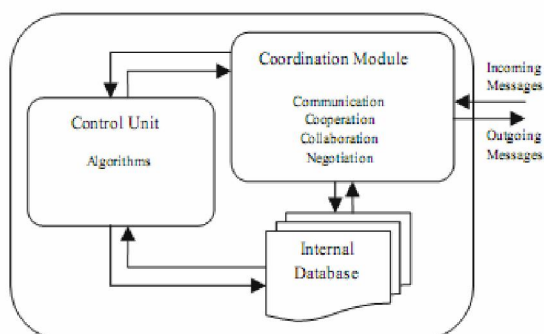 Coordination Module
Communication
Cooperation
Collaboration
Negotiation
Incoming
Messages
Outgoing
Messages
Control Unit
Algorithms
Internal
Database